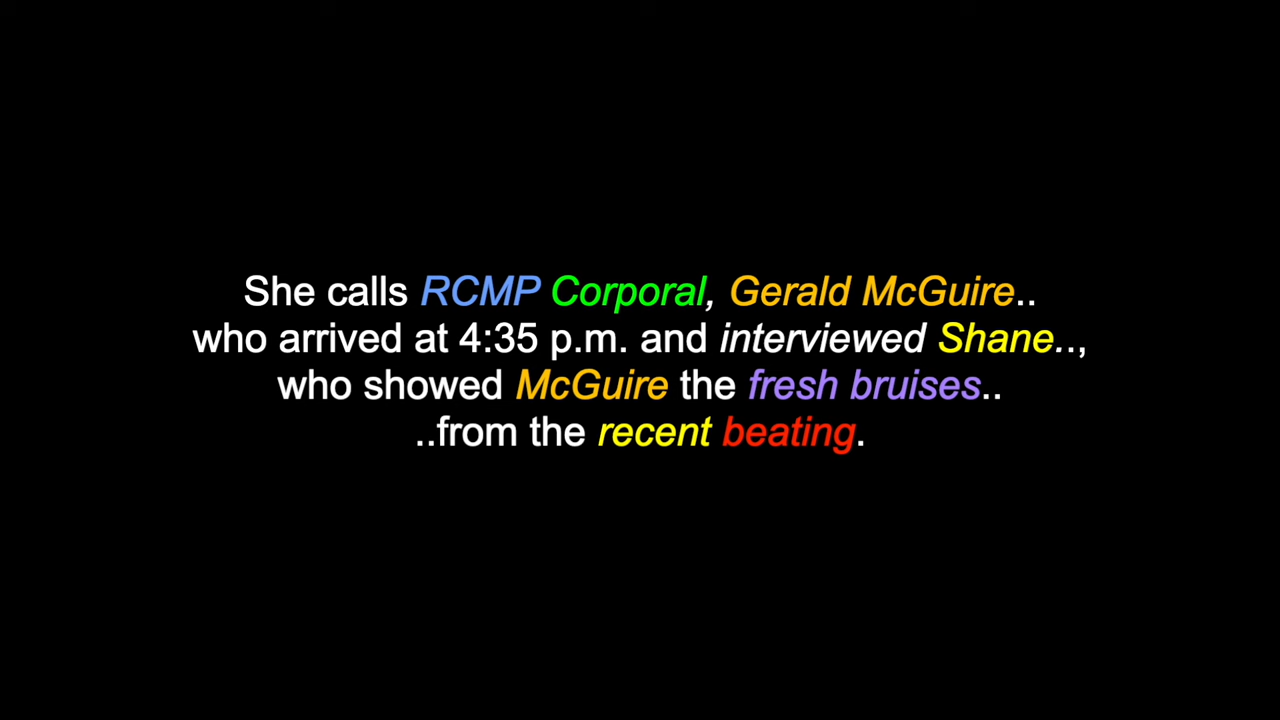 She calls RCMP Corporal, Gerald McGuire..
who arrived at 4:35 p.m. and interviewed Shane..,
who showed McGuire the fresh bruises..
..from the recent beating.